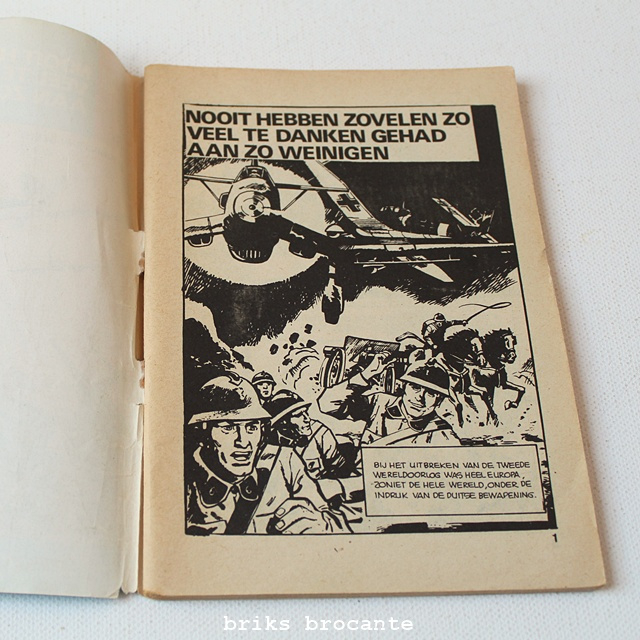 NOOIT HEBBEN ZOVELEN ZO
VEEL TE DANKEN GEHAD
AAN ZO WEINIGEN
BIJ HET UITBREKEN VAN DE TWEEDE
WERELDOORLOG WAS HEEL EUROPA,
ZONIET DE HELE WERELD, ONDER DE
INDRUK VAN DE DUITSE BEWAPENING.
1
briks brocante